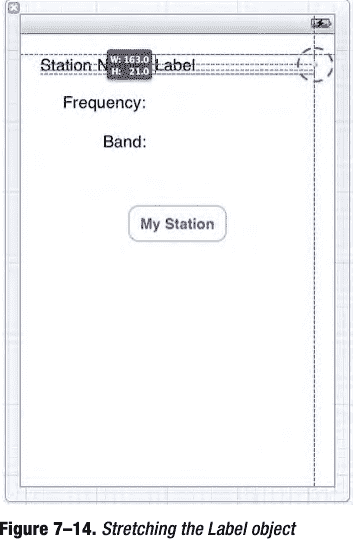 Station N Label
W: 163.0
H: 21.0
Frequency:
Band:
My Station
Figure 7–14. Stretching the Label object